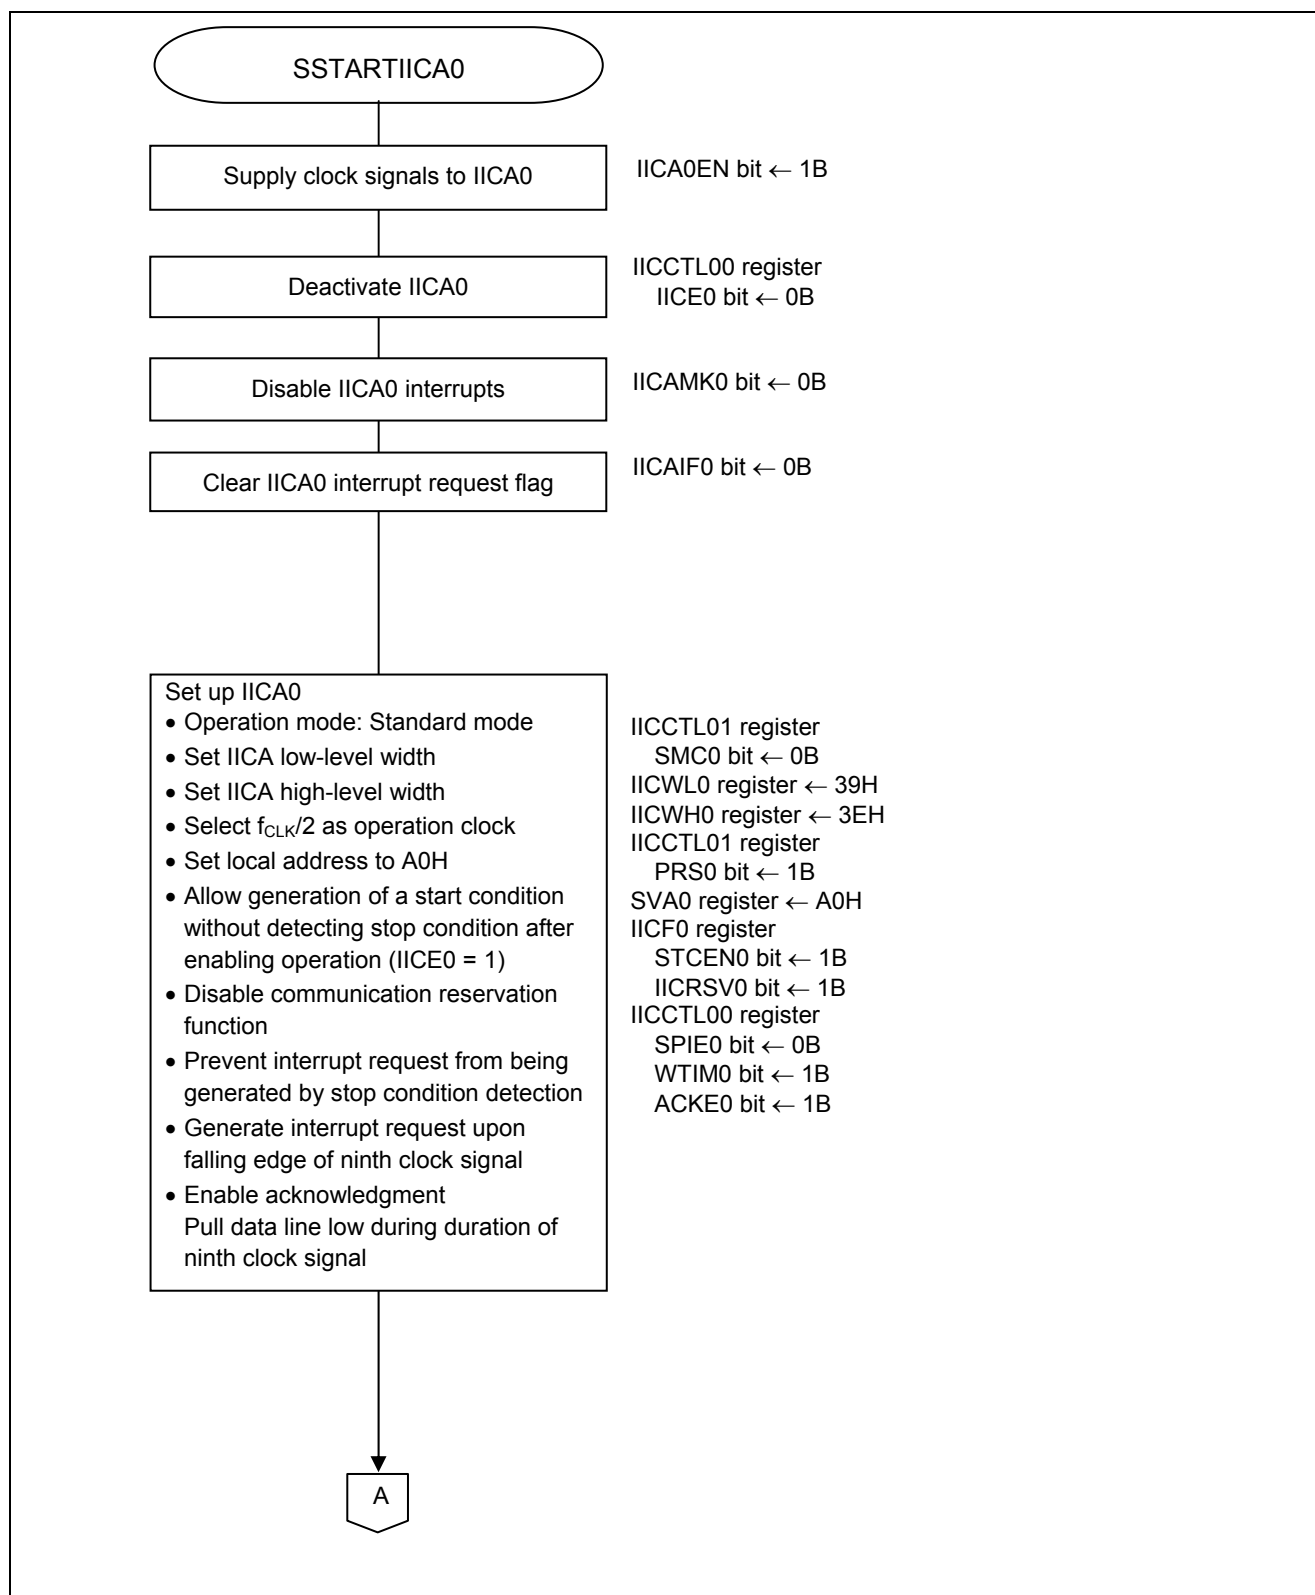 SSTARTIICA0
Supply clock signals to IICA0
IICA0EN bit ← 1B
Deactivate IICA0
IICCTL00 register
IICE0 bit ← 0B
Disable IICA0 interrupts
IICAMK0 bit ← 0B
Clear IICA0 interrupt request flag
IICAIF0 bit ← 0B
Set up IICA0
• Operation mode: Standard mode
• Set IICA low-level width
• Set IICA high-level width
• Select fCLK/2 as operation clock
• Set local address to A0H
• Allow generation of a start condition
without detecting stop condition after
enabling operation (IICE0 = 1)
• Disable communication reservation
function
• Prevent interrupt request from being
generated by stop condition detection
• Generate interrupt request upon
falling edge of ninth clock signal
• Enable acknowledgment
Pull data line low during duration of
ninth clock signal
IICCTL01 register
SMC0 bit ← 0B
IICWL0 register ← 39H
IICWH0 register ← 3EH
IICCTL01 register
PRS0 bit ← 1B
SVA0 register ← A0H
IICF0 register
STCEN0 bit ← 1B
IICRSV0 bit ← 1B
IICCTL00 register
SPIE0 bit ← 0B
WTIM0 bit ← 1B
ACKE0 bit ← 1B
A